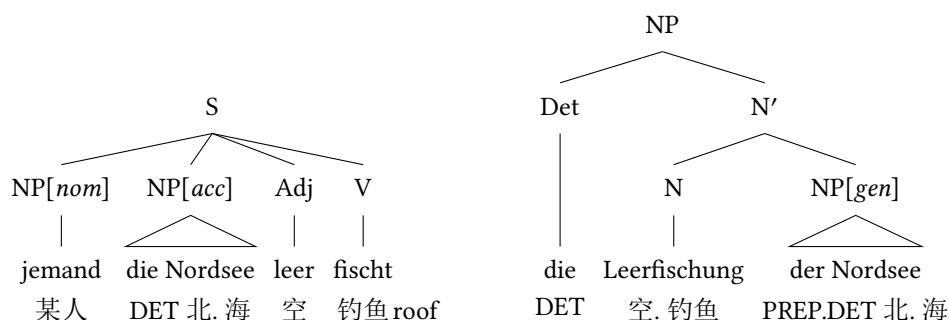 NP
S Det N′
NP[nom] NP[acc] Adj V N NP[gen]
jemand die Nordsee leer fischt die Leerfischung der Nordsee
某人 DET 北. 海 空 钓鱼 roof DET 空. 钓鱼 PREP.DET 北. 海